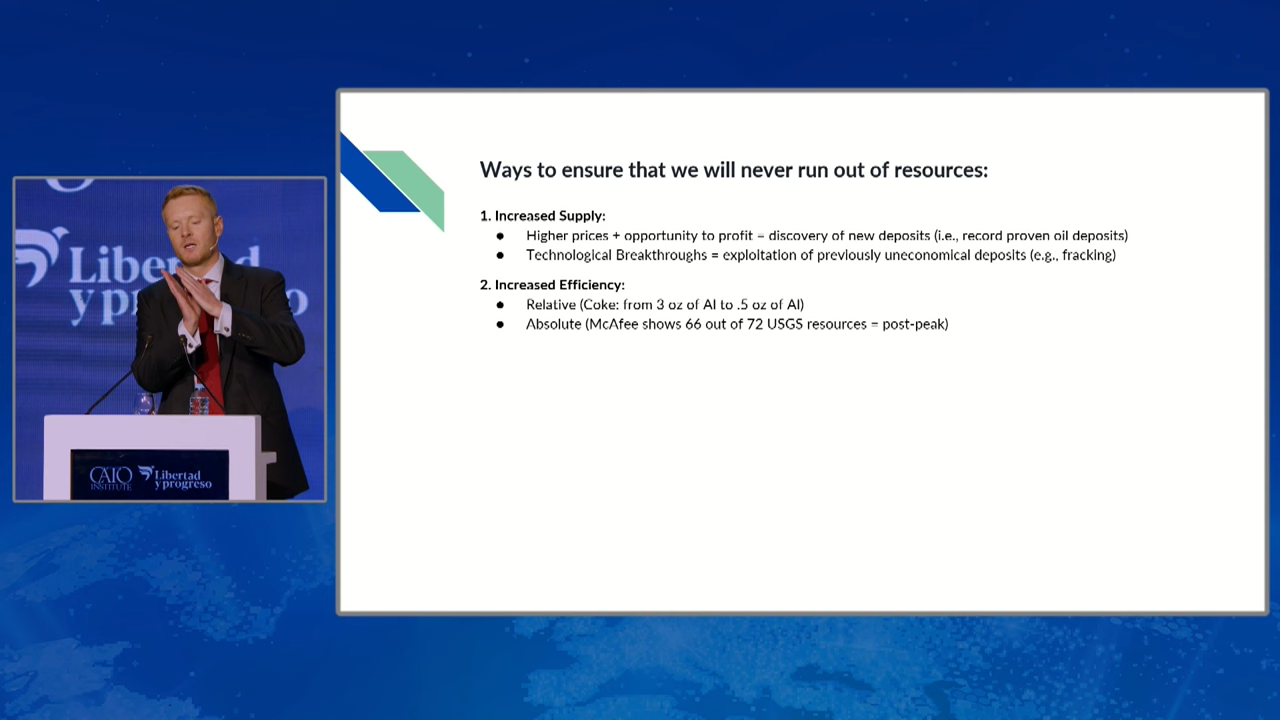 Libertad
y progreso
CATO
INSTITUTE
Libertad
y progreso
Ways to ensure that we will never run out of resources:
1. Increased Supply:
● Higher prices + opportunity to profit = discovery of new deposits (i.e., record proven oil deposits)
● Technological Breakthroughs = exploitation of previously uneconomical deposits (e.g., fracking)
2. Increased Efficiency:
● Relative (Coke: from 3 oz of Al to .5 oz of Al)
● Absolute (McAfee shows 66 out of 72 USGS resources = post-peak)